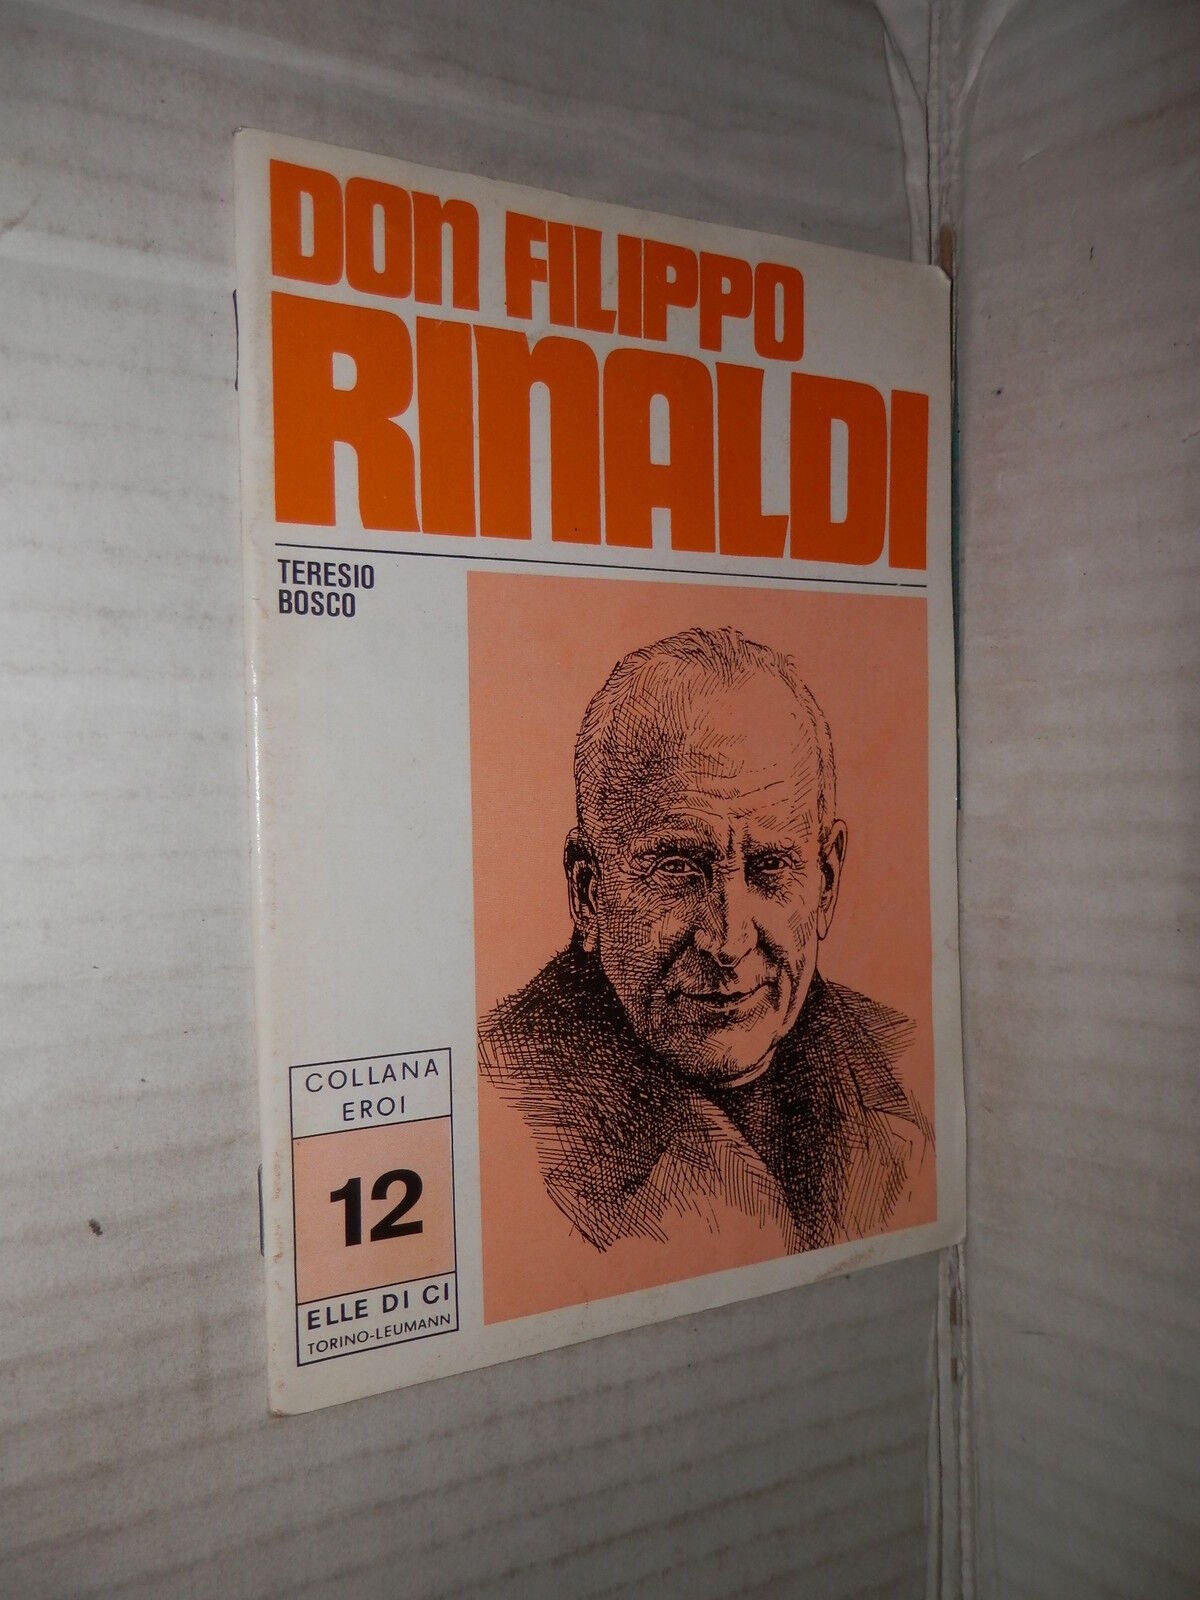 DON FILIPPO
RINALDI
TERESIO
BOSCO
COLLANA
EROI
12
ELLE DI CI
TORINO-LEUMANN